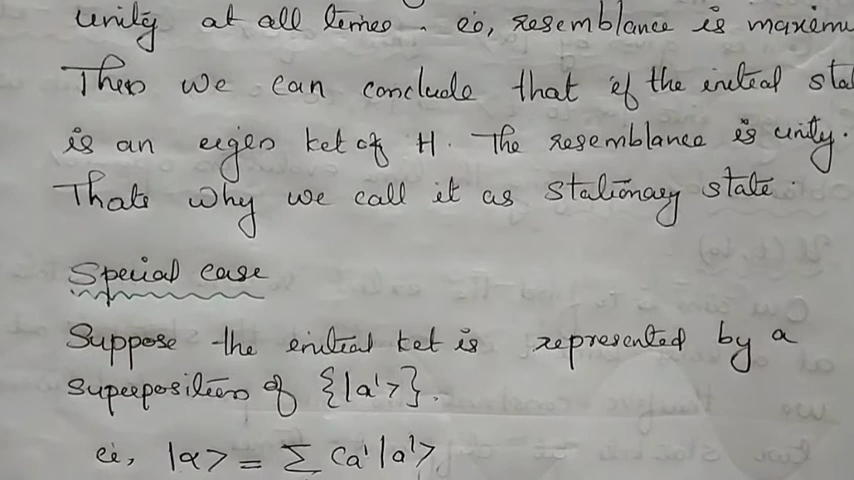 unity at all times. ie, resemblance is maximu
Then we can conclude that if the initial sta
is an eigen ket of H. The resemblance is unity.
Thats why we call it as stationary state.
Special case
Suppose the initial ket is represented by a
superposition of {|a'>}.
ie, |α> = Σ Ca' |a'>